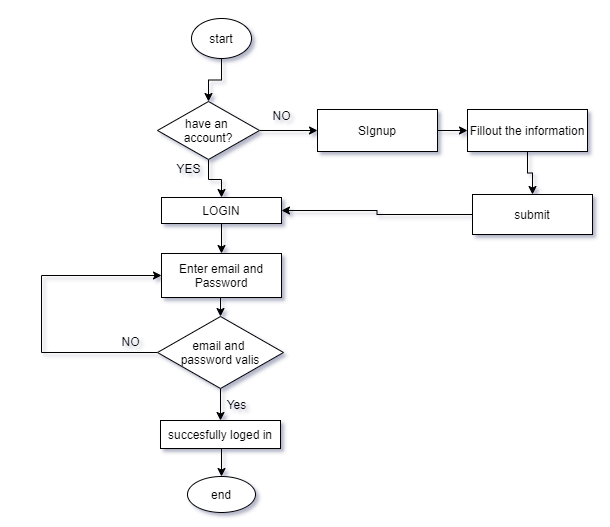 start
have an
account?
NO
SIgnup
Fillout the information
YES
LOGIN
submit
Enter email and
Password
NO
email and
password valis
Yes
succesfully loged in
end